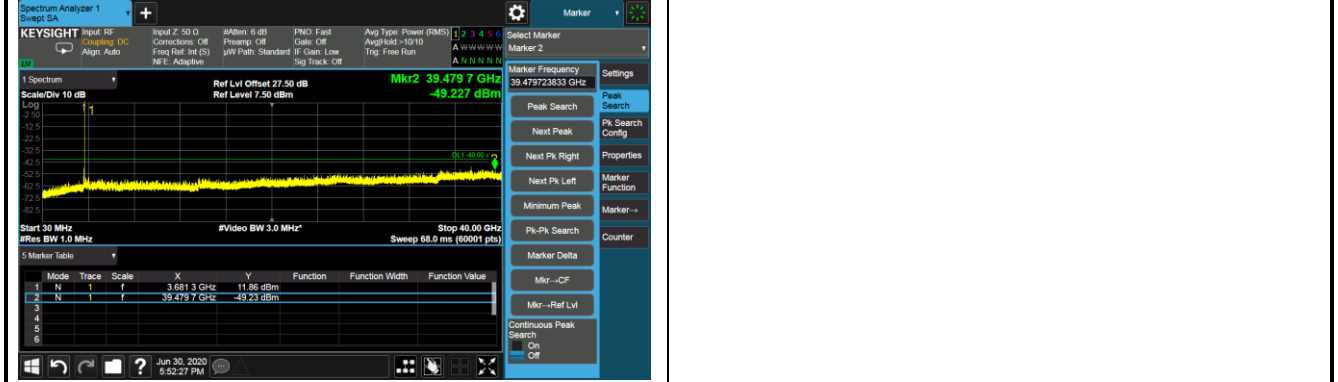 Spectrum Analyzer 1
Swept SA
+
Marker
KEYSIGHT Input: RF Input Z: 50 Ω #Atten: 6 dB PNO: Fast Avg Type: Power (RMS) 1 2 3 4 5 6
Coupling: DC Corrections: Off Preamp: Off Gate: Off Avg|Hold:>10/10 A W W W W W
Align: Auto Freq Ref: Int (S) µW Path: Standard IF Gain: Low Trig: Free Run
NFE: Adaptive Sig Track: Off A N N N N N
Select Marker
Marker 2
1 Spectrum
Scale/Div 10 dB
Ref Lvl Offset 27.50 dB
Ref Level 7.50 dBm
Mkr2 39.479 7 GHz
-49.227 dBm
Log
-2.50
-12.5
-22.5
-32.5
-42.5
-52.5
-62.5
-72.5
-82.5
1
DL1 -40.00
2
Start 30 MHz #Video BW 3.0 MHz* Stop 40.00 GHz
#Res BW 1.0 MHz Sweep 68.0 ms (60001 pts)
5 Marker Table
Mode Trace Scale X Y Function Function Width Function Value
1 N 1 f 3.681 3 GHz 11.86 dBm
2 N 1 f 39.479 7 GHz -49.23 dBm
3
4
5
6
Marker Frequency
39.479723833 GHz
Peak Search
Next Peak
Next Pk Right
Next Pk Left
Minimum Peak
Pk-Pk Search
Marker Delta
Mkr→CF
Mkr→Ref Lvl
Continuous Peak
Search
On
Off
Settings
Peak
Search
Pk Search
Config
Properties
Marker
Function
Marker→
Counter
?
Jun 30, 2020
5:52:27 PM